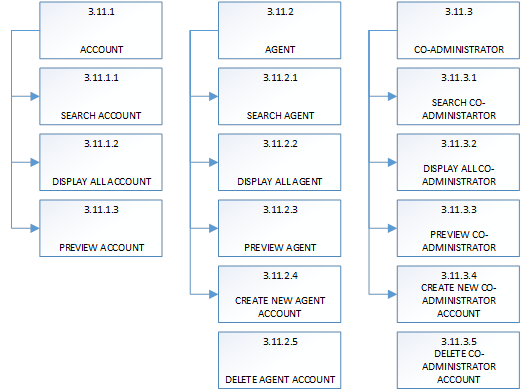 3.11.1
ACCOUNT
3.11.1.1
SEARCH ACCOUNT
3.11.1.2
DISPLAY ALL ACCOUNT
3.11.1.3
PREVIEW ACCOUNT
3.11.2
AGENT
3.11.2.1
SEARCH AGENT
3.11.2.2
DISPLAY ALL AGENT
3.11.2.3
PREVIEW AGENT
3.11.2.4
CREATE NEW AGENT
ACCOUNT
3.11.2.5
DELETE AGENT ACCOUNT
3.11.3
CO-ADMINISTRATOR
3.11.3.1
SEARCH CO-
ADMINISTARTOR
3.11.3.2
DISPLAY ALL CO-
ADMINISTRATOR
3.11.3.3
PREVIEW CO-
ADMINISTRATOR
3.11.3.4
CREATE NEW CO-
ADMINISTRATOR
ACCOUNT
3.11.3.5
DELETE CO-
ADMINISTRATOR
ACCOUNT